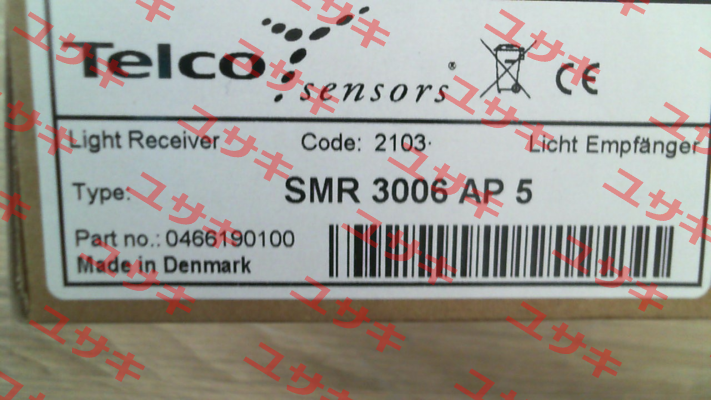 Telco
sensors®
CE
Light Receiver Code: 2103 Licht Empfänger
Type: SMR 3006 AP 5
Part no.: 0466190100
Made in Denmark
ユサキ